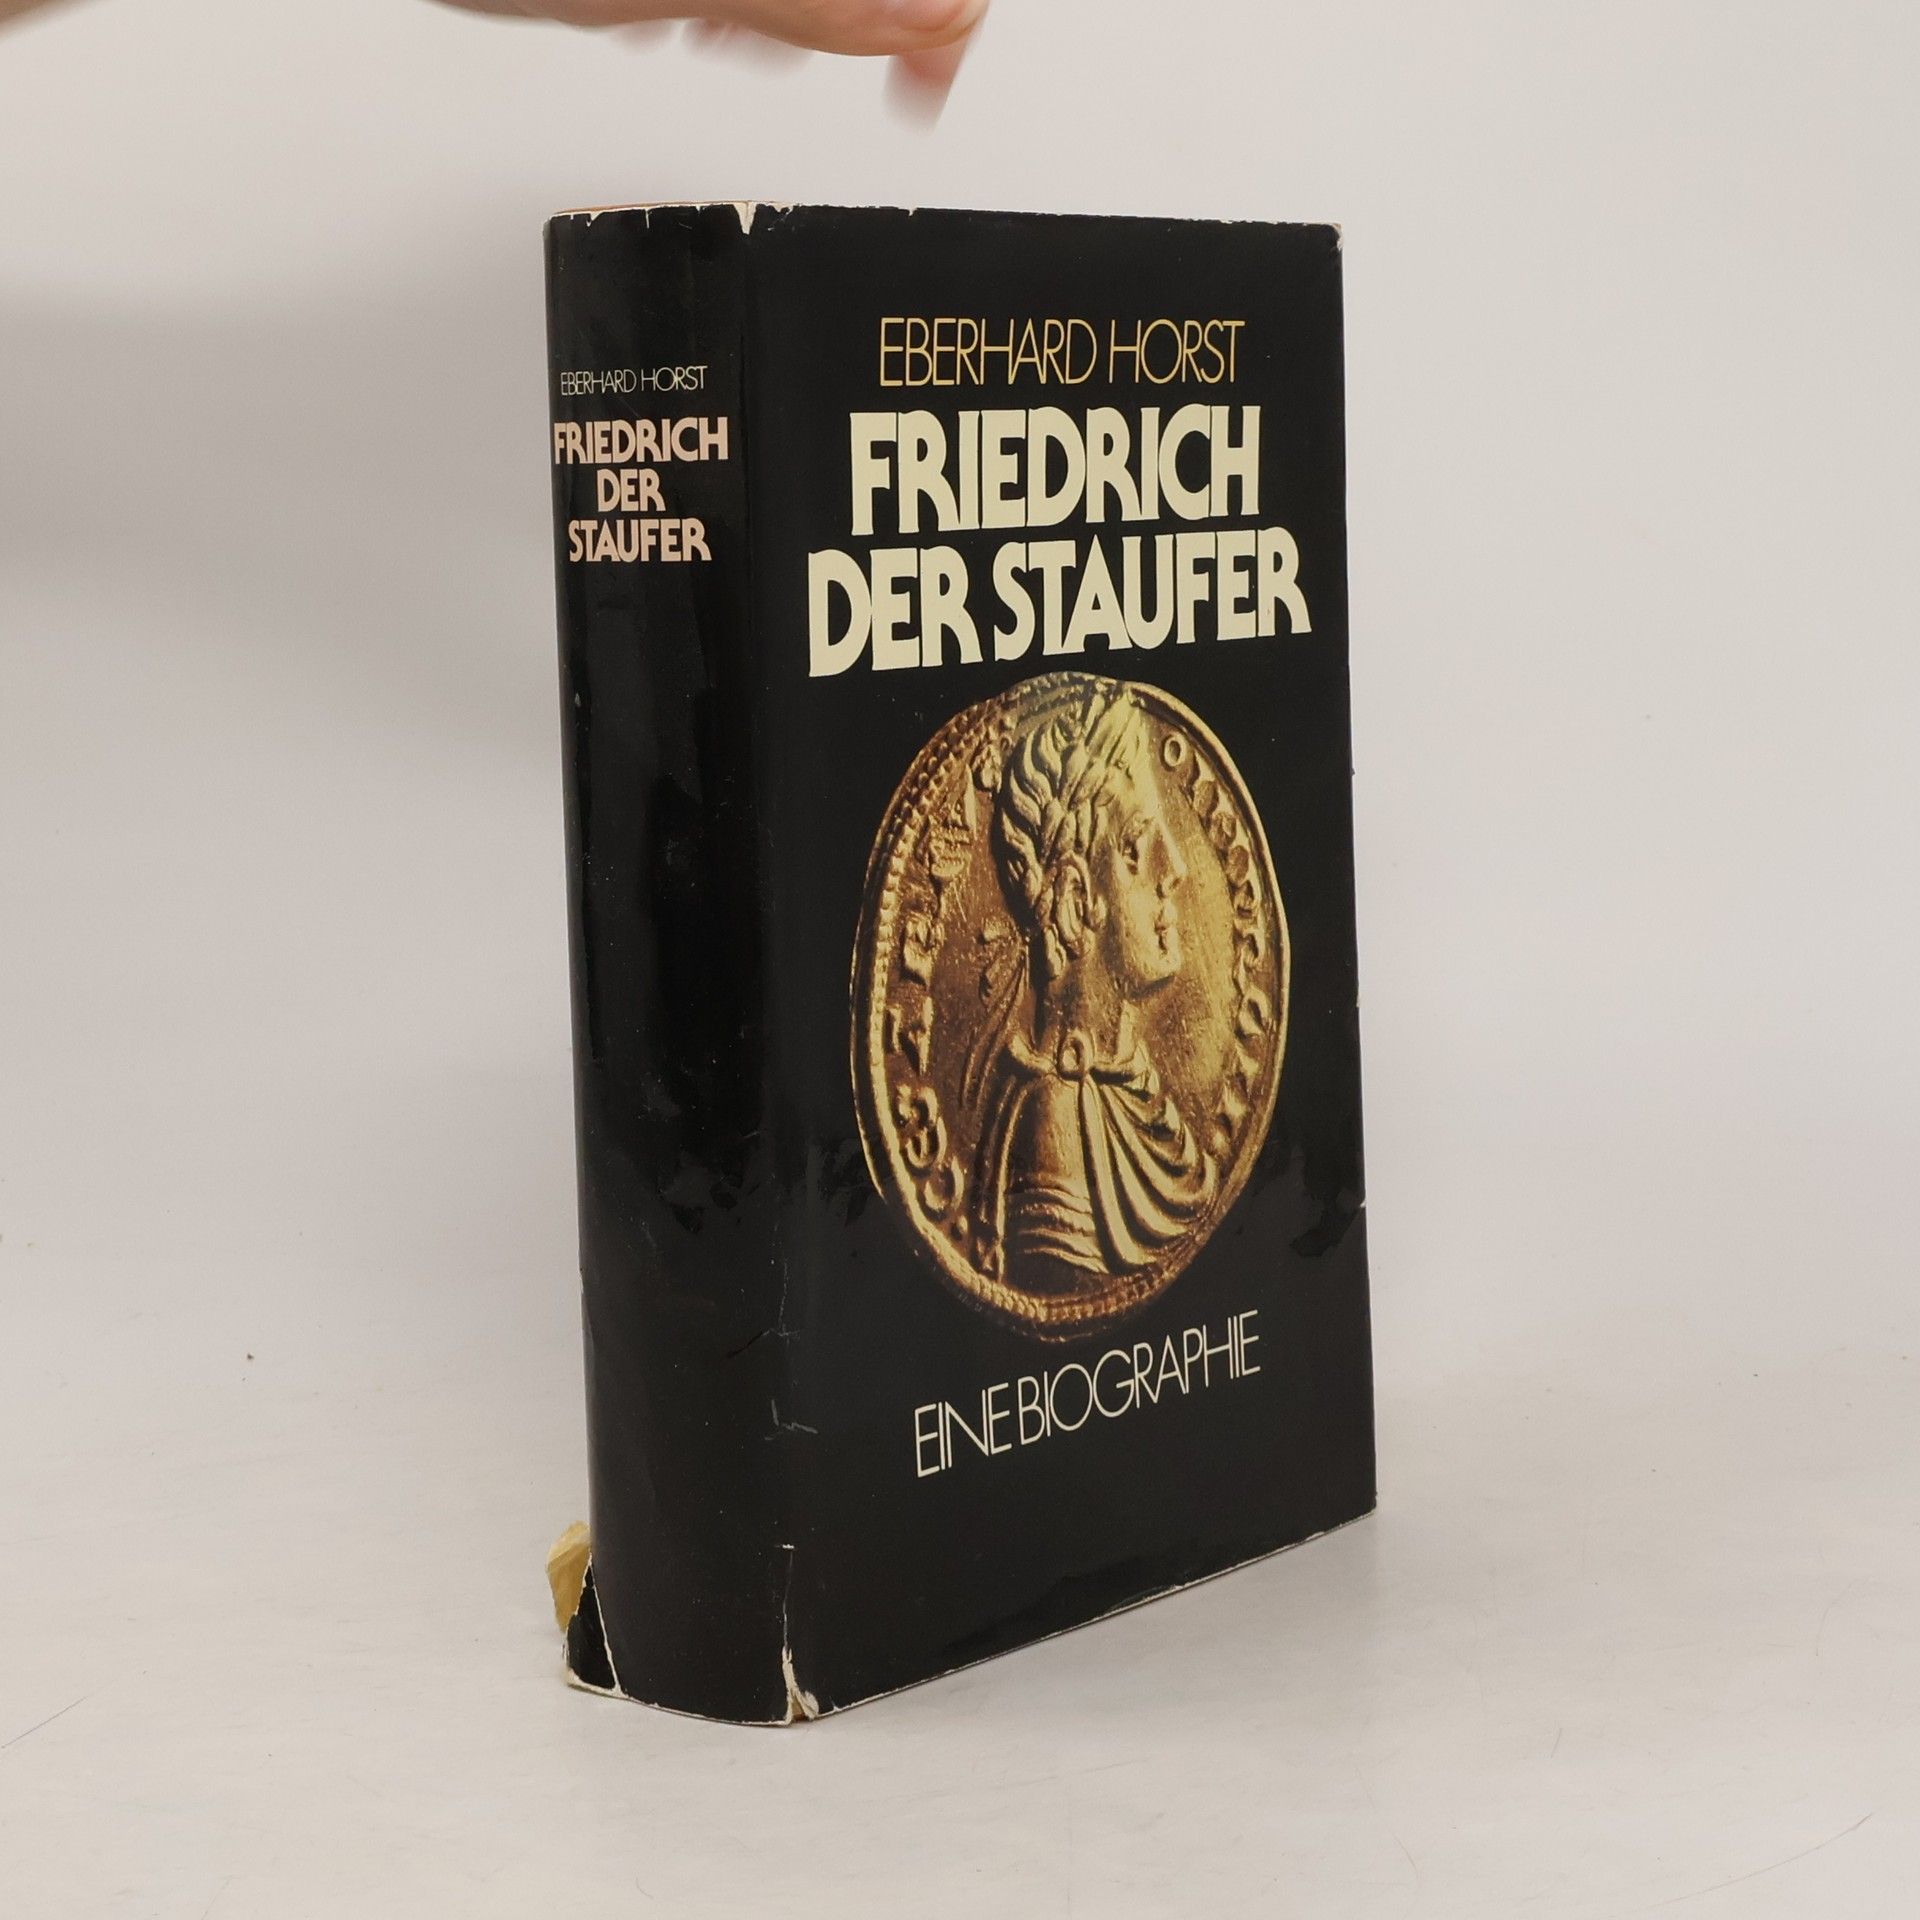 EBERHARD HORST
FRIEDRICH
DER
STAUFER
EBERHARD HORST
FRIEDRICH
DER STAUFER
EINE BIOGRAPHIE